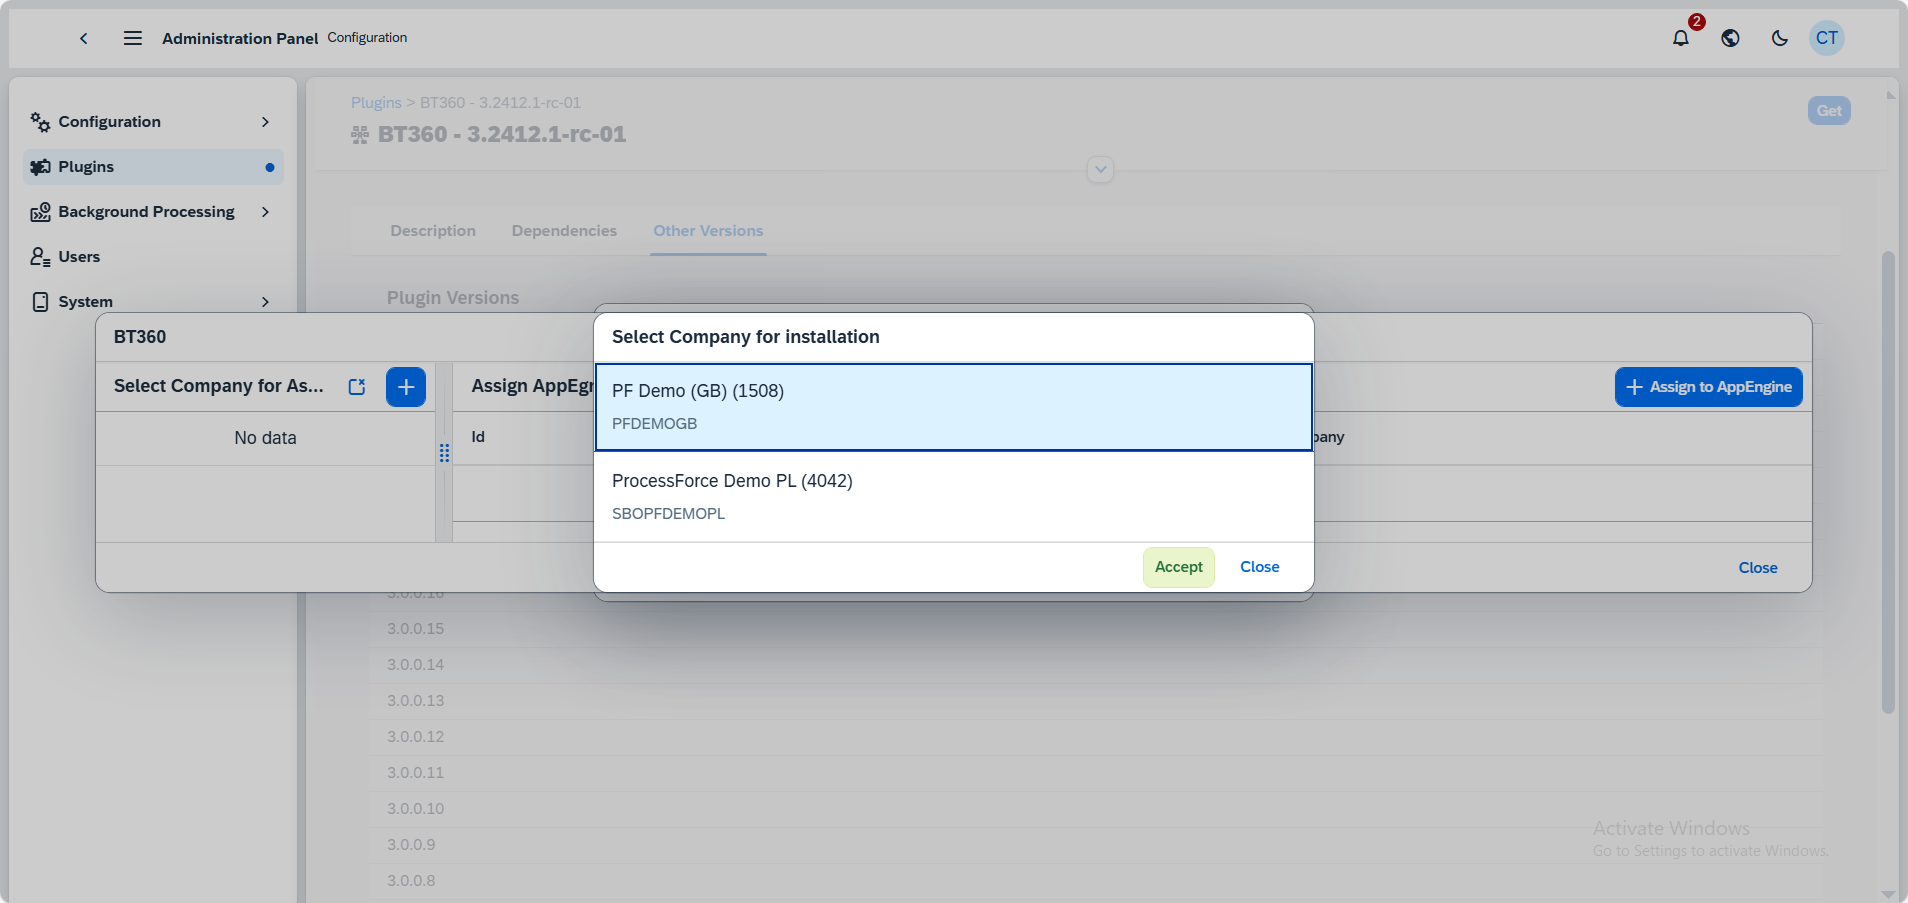 Administration Panel Configuration
2
CT
Configuration
Plugins
Background Processing
Users
System
Plugins > BT360 - 3.2412.1-rc-01
BT360 - 3.2412.1-rc-01
Get
Description
Dependencies
Other Versions
Plugin Versions
BT360
Select Company for As...
No data
Assign AppEgr
Id
pany
Assign to AppEngine
Close
Select Company for installation
PF Demo (GB) (1508)
PFDEMOGB
ProcessForce Demo PL (4042)
SBOPFDEMOPL
Accept
Close
3.0.0.16
3.0.0.15
3.0.0.14
3.0.0.13
3.0.0.12
3.0.0.11
3.0.0.10
3.0.0.9
3.0.0.8
Activate Windows
Go to Settings to activate Windows.